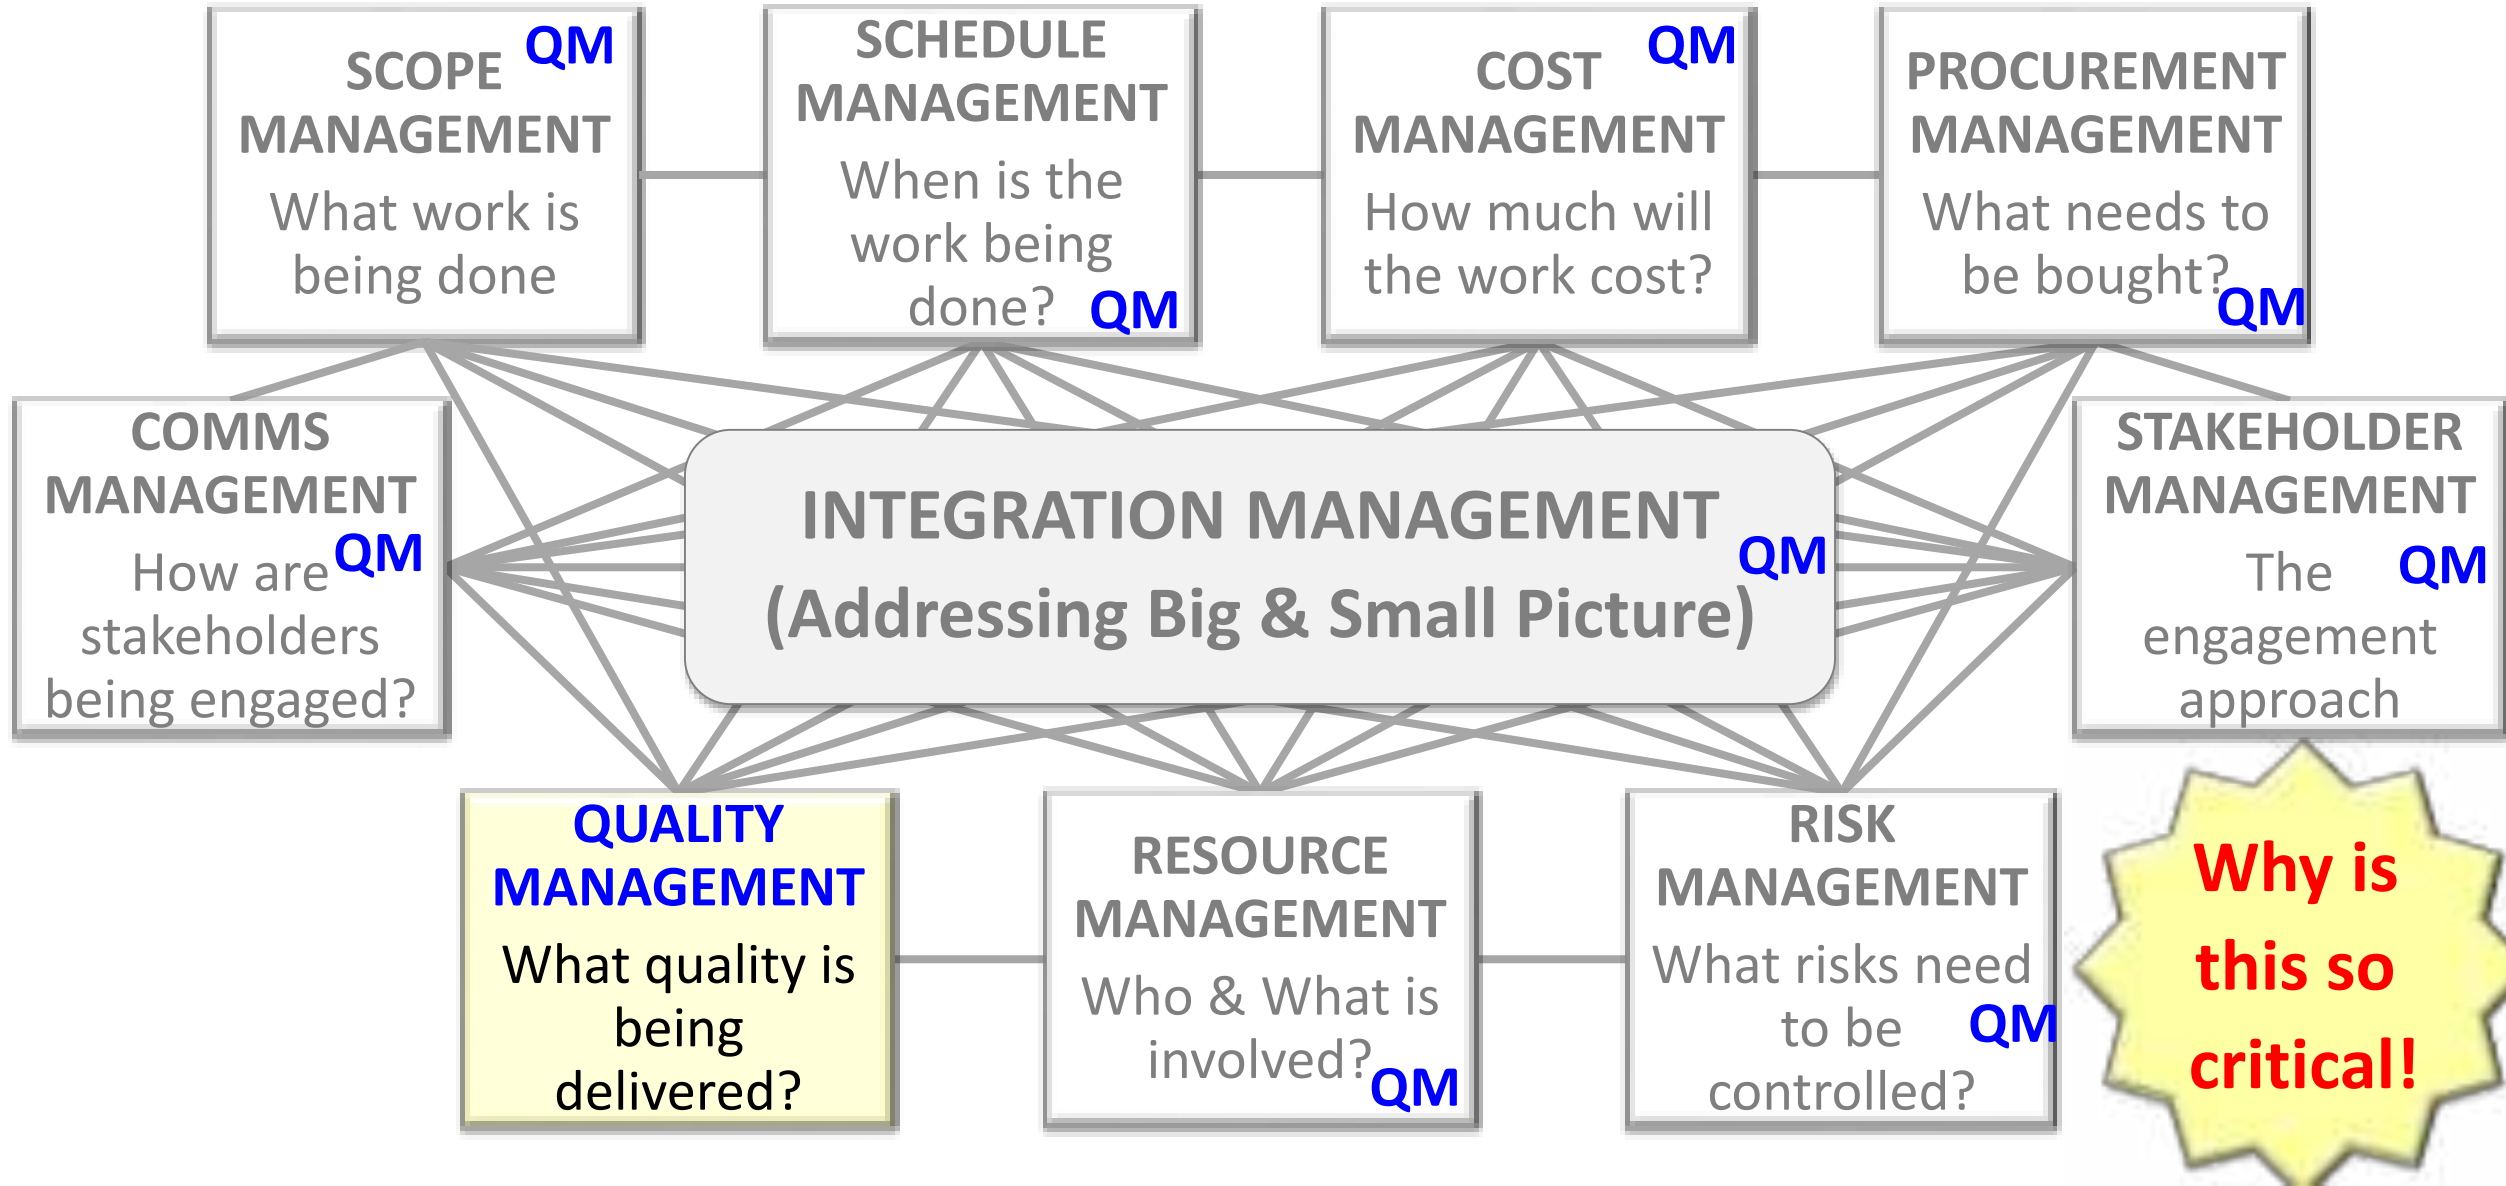 SCOPE QM
MANAGEMENT
What work is
being done
SCHEDULE
MANAGEMENT
When is the
work being
done? QM
COST QM
MANAGEMENT
How much will
the work cost?
PROCUREMENT
MANAGEMENT
What needs to
be bought?
QM
COMMS
MANAGEMENT
How are QM
stakeholders
being engaged?
INTEGRATION MANAGEMENT
QM
(Addressing Big & Small Picture)
STAKEHOLDER
MANAGEMENT
The QM
engagement
approach
QUALITY
MANAGEMENT
What quality is
being
delivered?
RESOURCE
MANAGEMENT
Who & What is
involved?
QM
RISK
MANAGEMENT
What risks need
to be QM
controlled?
Why is
this so
critical!